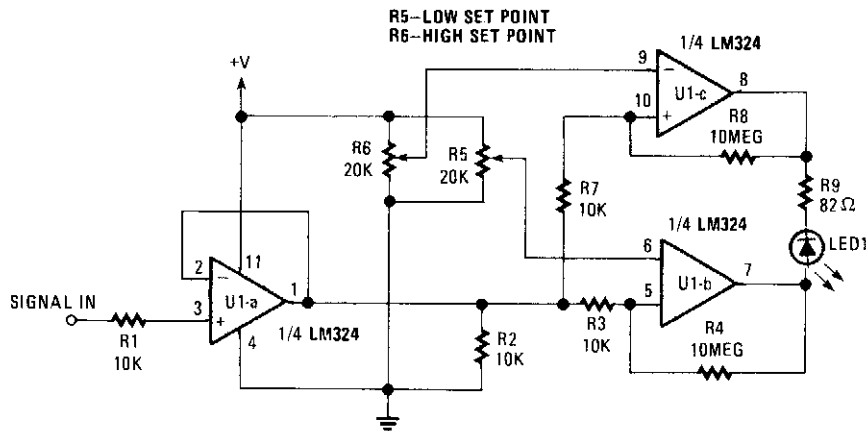 R5–LOW SET POINT
R6–HIGH SET POINT
1/4 LM324
+V
9
−
8
U1-c
10
+
R8
10MEG
R6
20K
R5
20K
R7
10K
R9
82Ω
1/4 LM324
LED1
2
−
11
1
6
−
7
U1-b
5
+
SIGNAL IN
3
+
U1-a
4
1/4 LM324
R1
10K
R2
10K
R3
10K
R4
10MEG